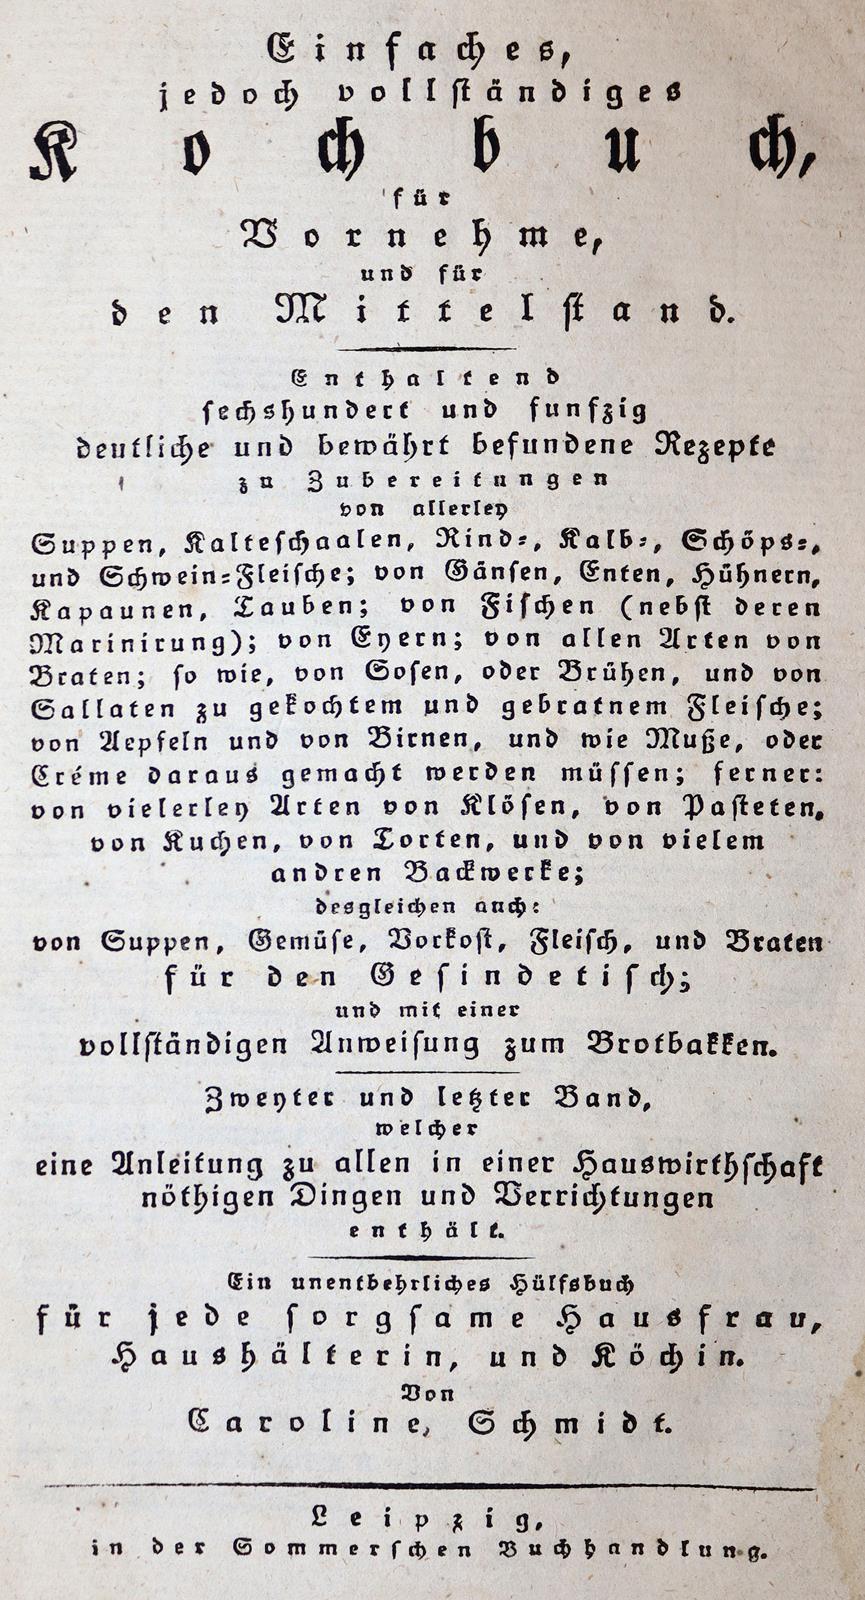 Einfaches,
jedoch vollständiges
Kochbuch,
für
Vornehme,
und für
den Mittelstand.
Enthaltend
sechshundert und funfzig
deutliche und bewährt befundene Rezepte
zu Zubereitungen
von allerley
Suppen, Kalteschaalen, Rind-, Kalb-, Schöps-,
und Schwein-Fleische; von Gänsen, Enten, Hühnern,
Kapaunen, Tauben; von Fischen (nebst deren
Marinirung); von Eyern; von allen Arten von
Braten; so wie, von Sosen, oder Brühen, und von
Sallaten zu gekochtem und gebratnem Fleische;
von Aepfeln und von Birnen, und wie Muße, oder
Créme daraus gemacht werden müssen; ferner:
von vielerley Arten von Klösen, von Pasteten,
von Kuchen, von Torten, und von vielem
andren Backwerke;
desgleichen auch:
von Suppen, Gemüse, Vorkost, Fleisch, und Braten
für den Gesindetisch;
und mit einer
vollständigen Anweisung zum Brotbakken.
Zweyter und letzter Band,
welcher
eine Anleitung zu allen in einer Hauswirthschaft
nöthigen Dingen und Verrichtungen
enthält.
Ein unentbehrliches Hülfsbuch
für jede sorgsame Hausfrau,
Haushälterin, und Köchin.
Von
Caroline, Schmidt.
Leipzig,
in der Sommerschen Buchhandlung.